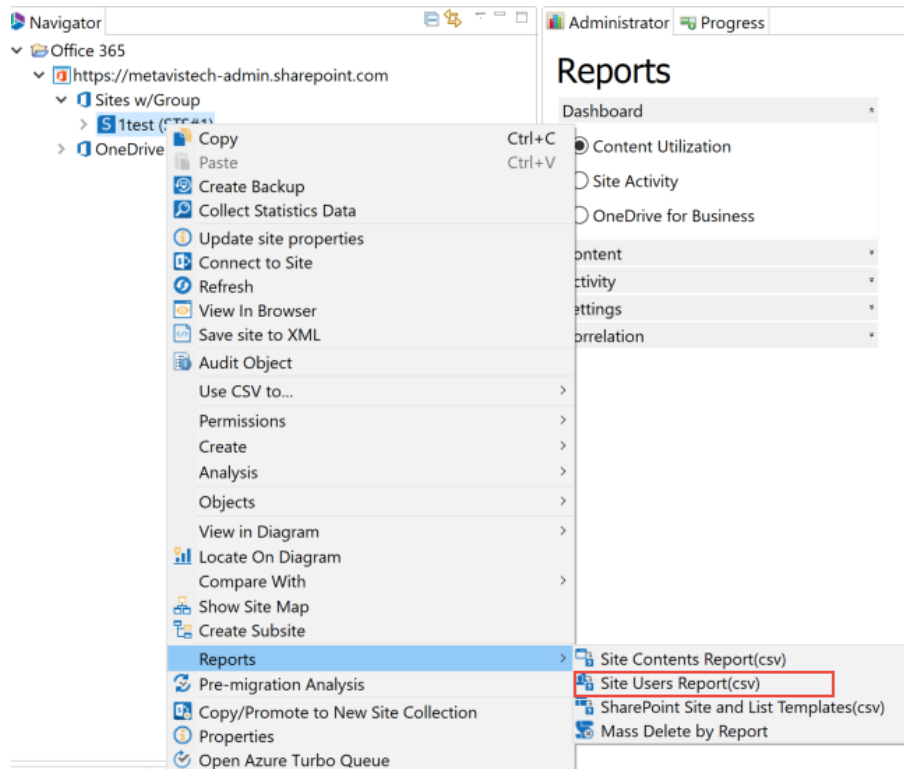 Navigator
Office 365
https://metavistech-admin.sharepoint.com
Sites w/Group
1test (STS#1)
OneDrive
Copy Ctrl+C
Paste Ctrl+V
Create Backup
Collect Statistics Data
Update site properties
Connect to Site
Refresh
View In Browser
Save site to XML
Audit Object
Use CSV to...
Permissions
Create
Analysis
Objects
View in Diagram
Locate On Diagram
Compare With
Show Site Map
Create Subsite
Reports
Pre-migration Analysis
Copy/Promote to New Site Collection
Properties
Open Azure Turbo Queue
Site Contents Report(csv)
Site Users Report(csv)
SharePoint Site and List Templates(csv)
Mass Delete by Report
Administrator Progress
Reports
Dashboard
Content Utilization
Site Activity
OneDrive for Business
ontent
ctivity
ettings
orrelation